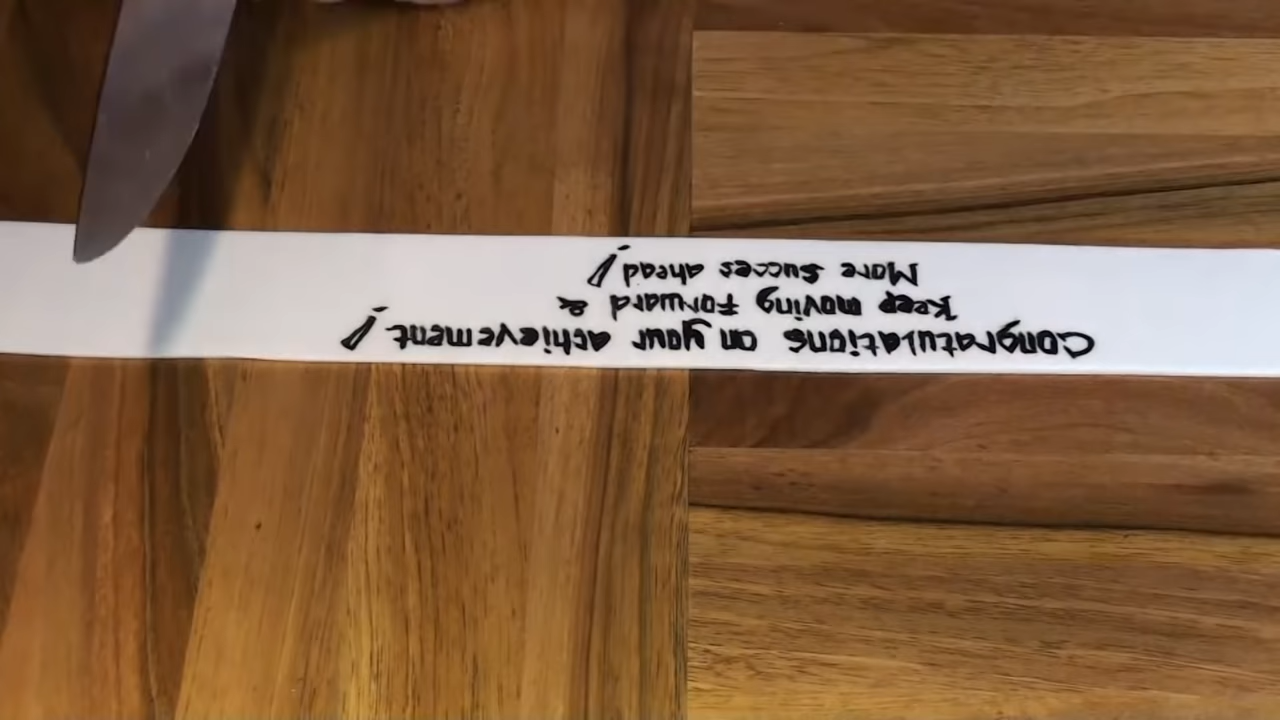 Congratulations on your achievement!
Keep moving Forward &
More Succes ahead!